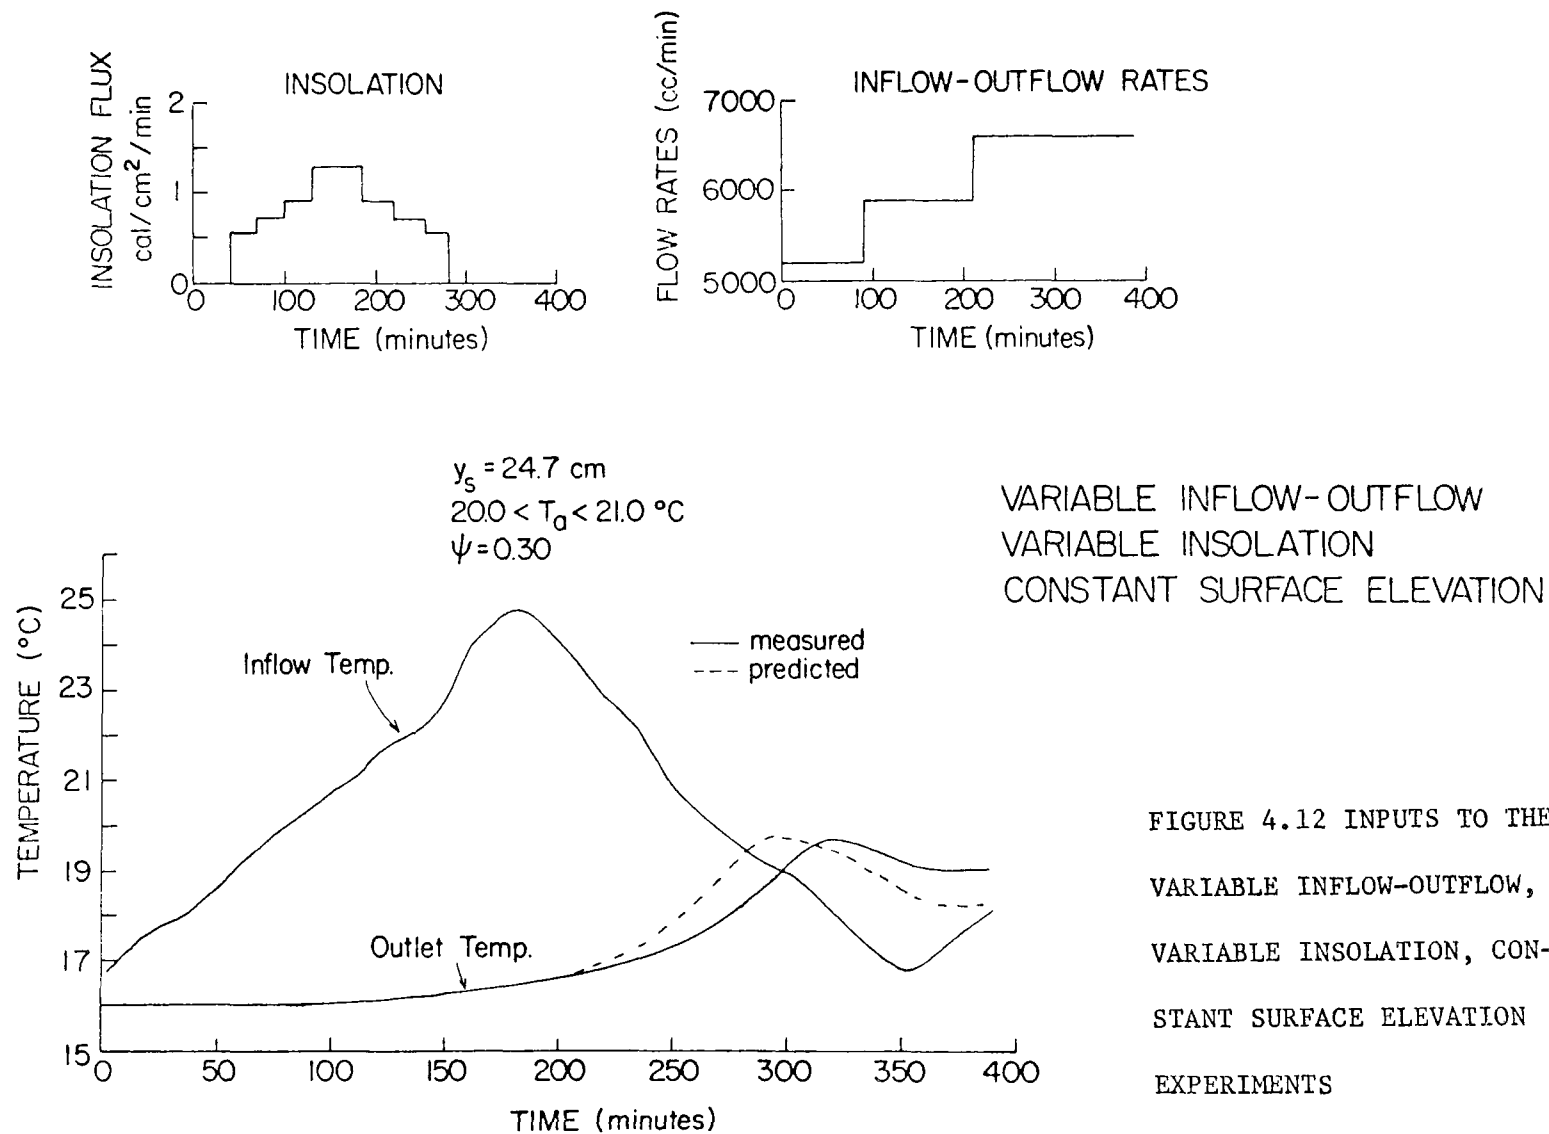 INSOLATION
INSOLATION FLUX
cal/cm²/min
2
1
0
0 100 200 300 400
TIME (minutes)
INFLOW-OUTFLOW RATES
FLOW RATES (cc/min)
7000
6000
5000
0 100 200 300 400
TIME (minutes)
y_s = 24.7 cm
20.0 < T_a < 21.0 °C
ψ = 0.30
VARIABLE INFLOW-OUTFLOW
VARIABLE INSOLATION
CONSTANT SURFACE ELEVATION
TEMPERATURE (°C)
25
23
21
19
17
15
Inflow Temp.
measured
predicted
Outlet Temp.
0 50 100 150 200 250 300 350 400
TIME (minutes)
FIGURE 4.12 INPUTS TO THE
VARIABLE INFLOW-OUTFLOW,
VARIABLE INSOLATION, CON-
STANT SURFACE ELEVATION
EXPERIMENTS